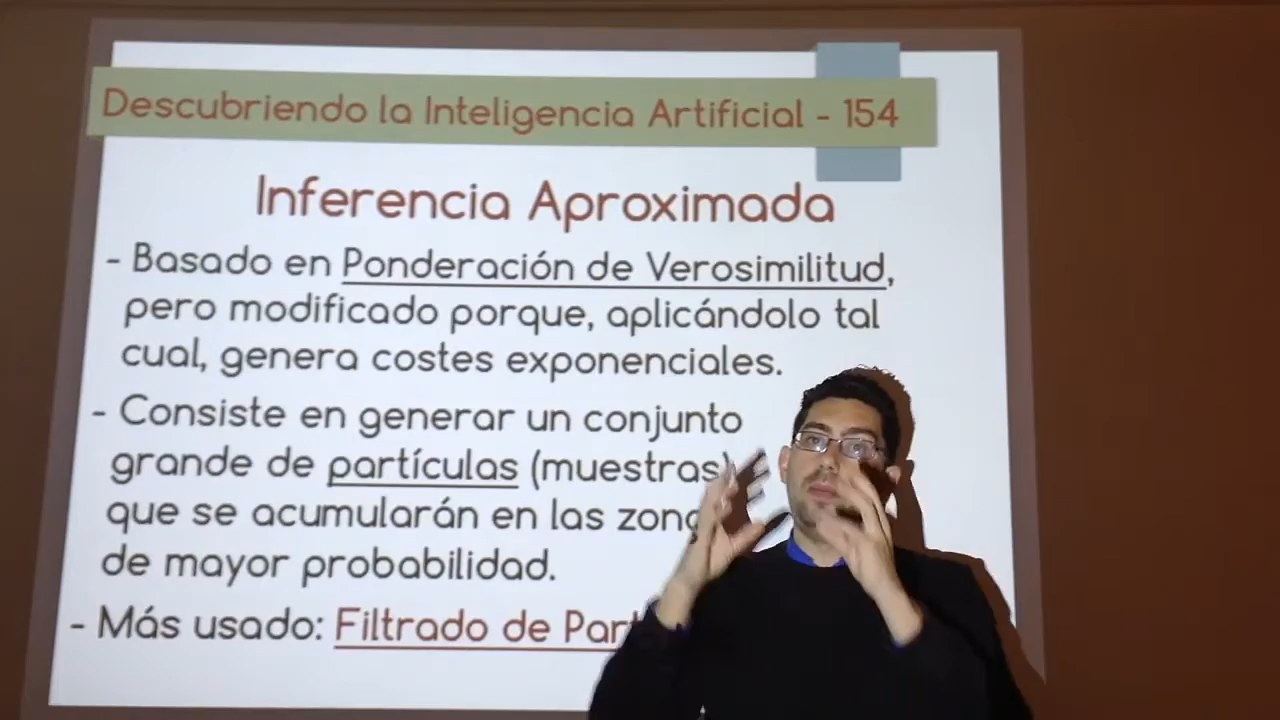 Descubriendo la Inteligencia Artificial - 154
Inferencia Aproximada
- Basado en Ponderación de Verosimilitud,
pero modificado porque, aplicándolo tal
cual, genera costes exponenciales.
- Consiste en generar un conjunto
grande de partículas (muestras)
que se acumularán en las
de mayor probabilidad.
- Más usado: Filtrado de